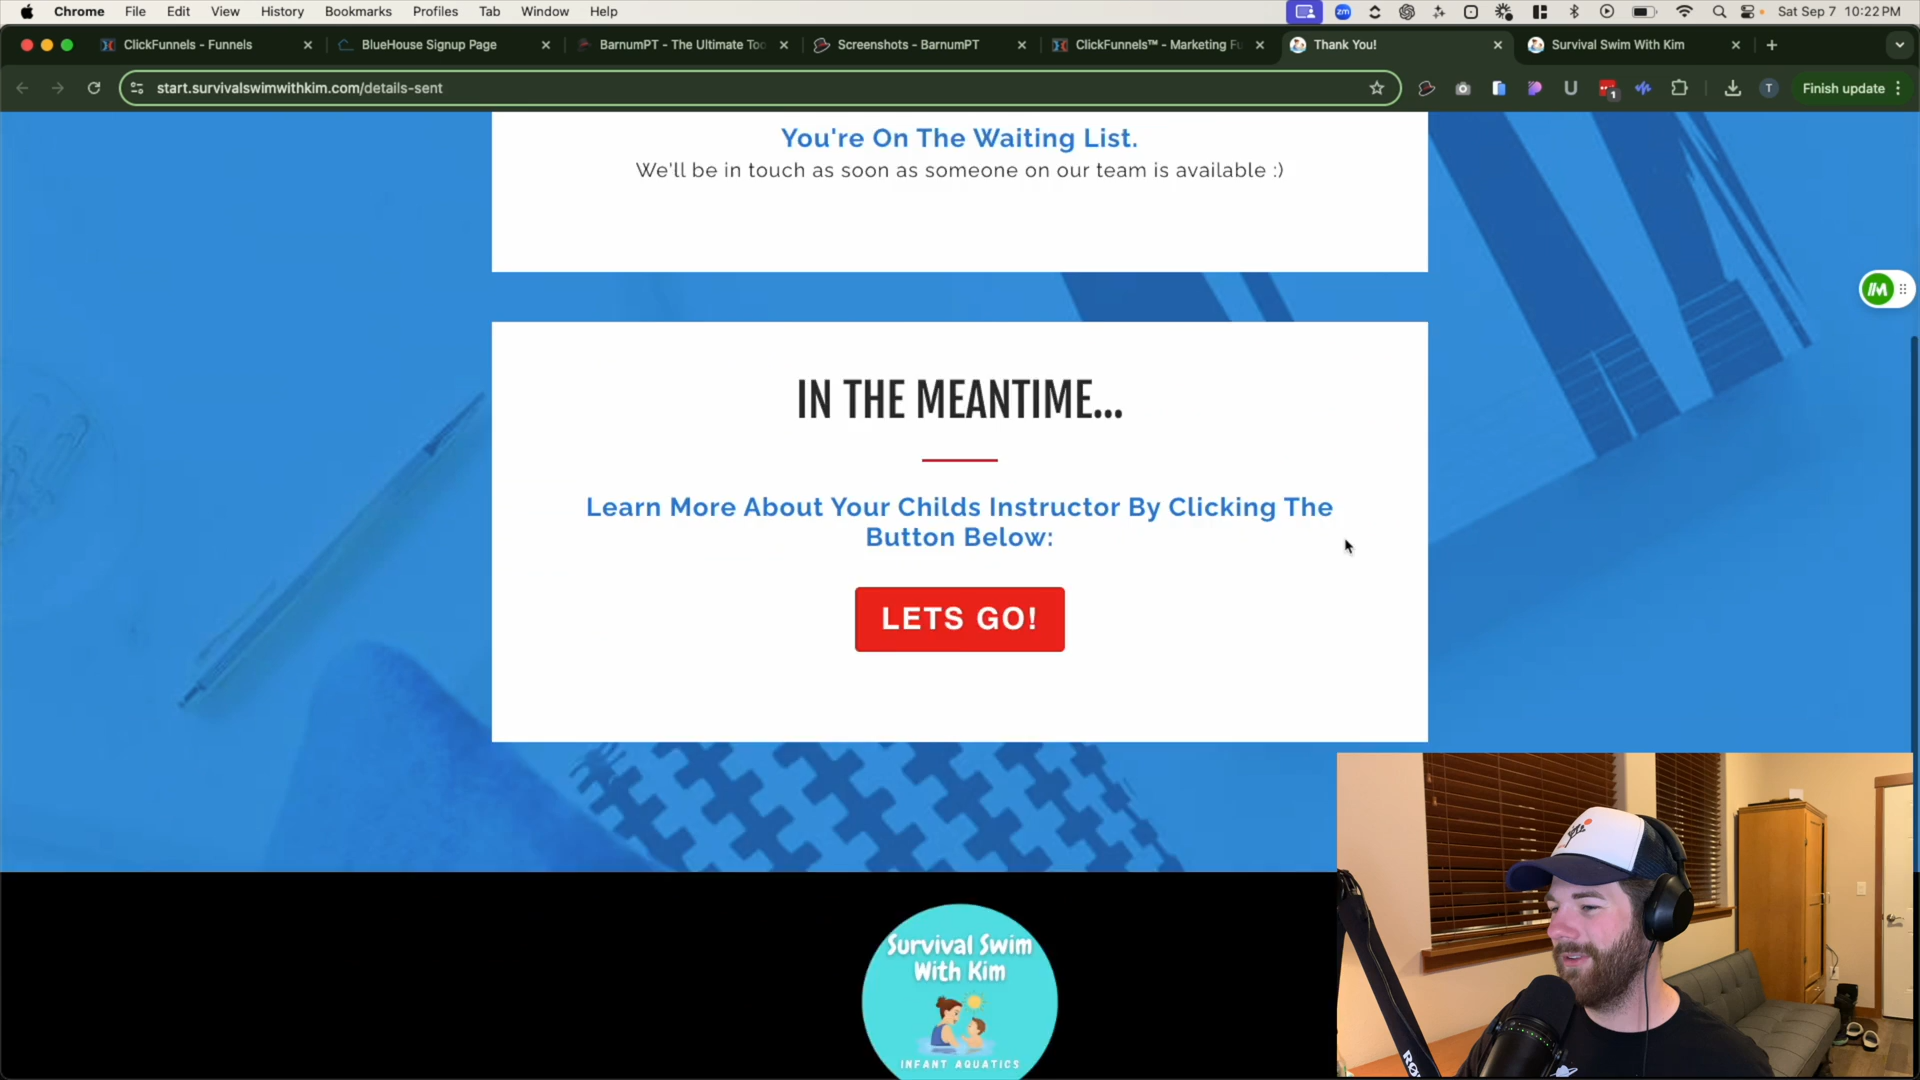 Chrome File Edit View History Bookmarks Profiles Tab Window Help
zm
Sat Sep 7 10:22 PM
ClickFunnels - Funnels
BlueHouse Signup Page
BarnumPT - The Ultimate Too
Screenshots - BarnumPT
ClickFunnels™ - Marketing Fu
Thank You!
Survival Swim With Kim
start.survivalswimwithkim.com/details-sent
U
1
T
Finish update
You're On The Waiting List.
We'll be in touch as soon as someone on our team is available :)
IN THE MEANTIME...
Learn More About Your Childs Instructor By Clicking The
Button Below:
LETS GO!
Survival Swim
With Kim
INFANT AQUATICS